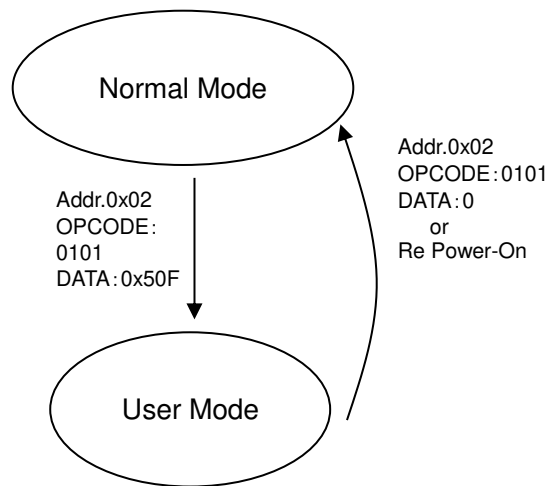 Normal Mode
Addr.0x02
OPCODE:
0101
DATA:0x50F
Addr.0x02
OPCODE:0101
DATA:0
or
Re Power-On
User Mode